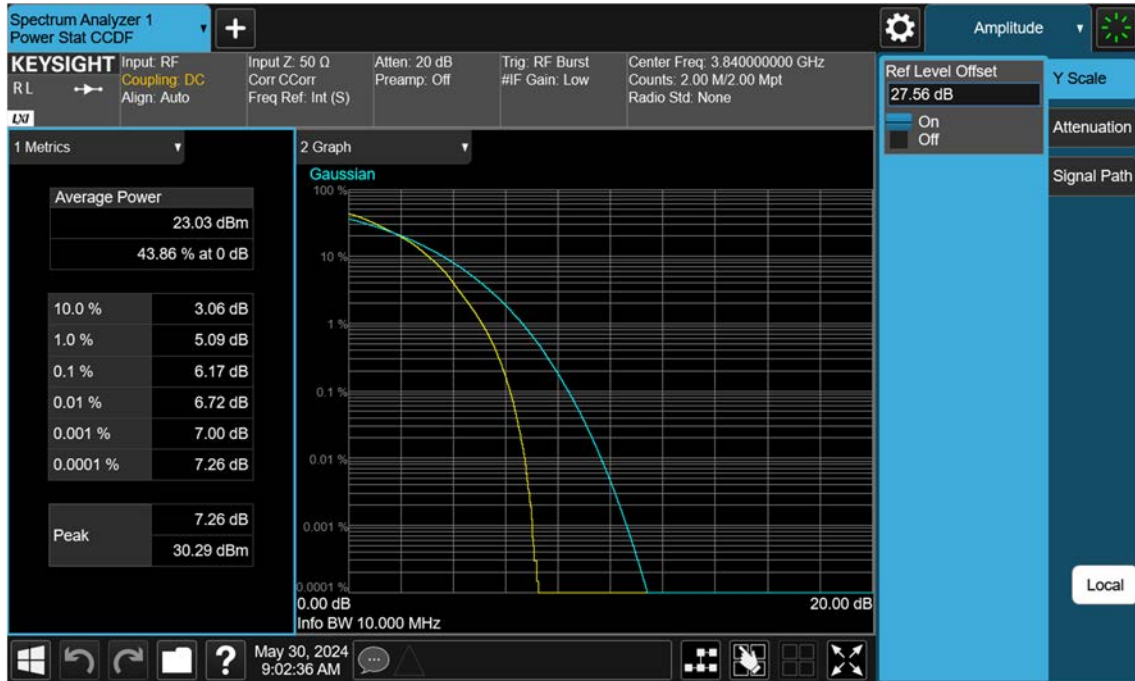 Spectrum Analyzer 1
Power Stat CCDF
+
Amplitude
KEYSIGHT
R L
LXI
Input: RF
Coupling: DC
Align: Auto
Input Z: 50 Ω
Corr CCorr
Freq Ref: Int (S)
Atten: 20 dB
Preamp: Off
Trig: RF Burst
#IF Gain: Low
Center Freq: 3.840000000 GHz
Counts: 2.00 M/2.00 Mpt
Radio Std: None
Ref Level Offset
27.56 dB
On
Off
Y Scale
Attenuation
Signal Path
1 Metrics
Average Power
23.03 dBm
43.86 % at 0 dB
10.0 % 3.06 dB
1.0 % 5.09 dB
0.1 % 6.17 dB
0.01 % 6.72 dB
0.001 % 7.00 dB
0.0001 % 7.26 dB
Peak
7.26 dB
30.29 dBm
2 Graph
Gaussian
100 %
10 %
1 %
0.1 %
0.01 %
0.001 %
0.0001 %
0.00 dB 20.00 dB
Info BW 10.000 MHz
Local
?
May 30, 2024
9:02:36 AM